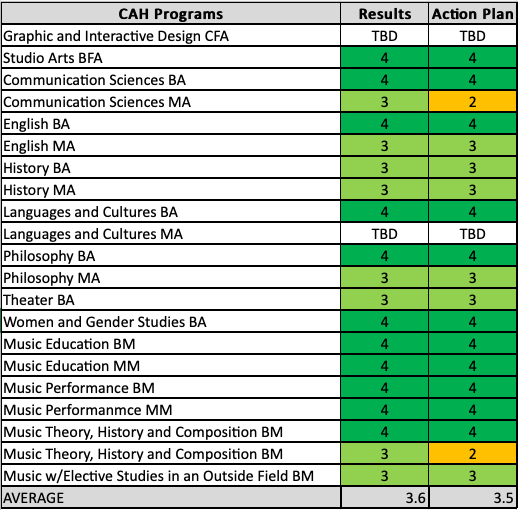 CAH Programs Results Action Plan
Graphic and Interactive Design CFA TBD TBD
Studio Arts BFA 4 4
Communication Sciences BA 4 4
Communication Sciences MA 3 2
English BA 4 4
English MA 3 3
History BA 3 3
History MA 3 3
Languages and Cultures BA 4 4
Languages and Cultures MA TBD TBD
Philosophy BA 4 4
Philosophy MA 3 3
Theater BA 3 3
Women and Gender Studies BA 4 4
Music Education BM 4 4
Music Education MM 4 4
Music Performance BM 4 4
Music Performanmce MM 4 4
Music Theory, History and Composition BM 4 4
Music Theory, History and Composition BM 3 2
Music w/Elective Studies in an Outside Field BM 3 3
AVERAGE 3.6 3.5